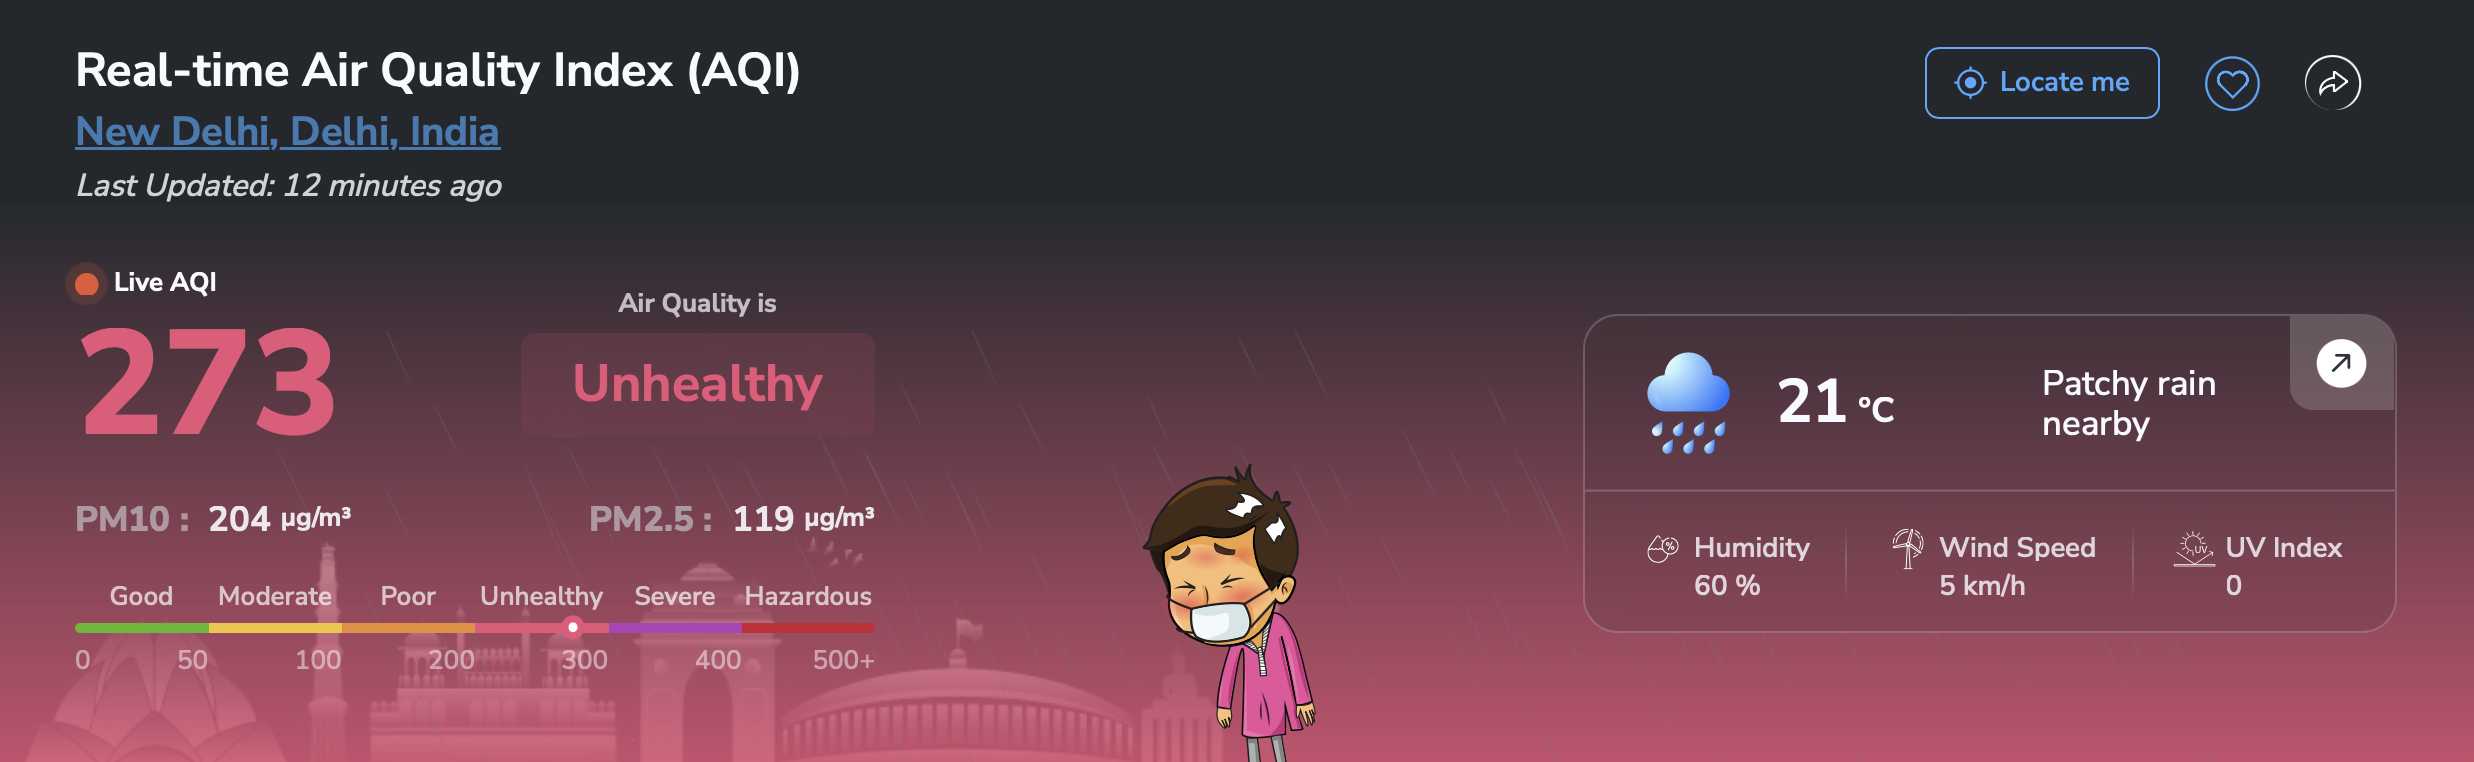 Real-time Air Quality Index (AQI)
New Delhi, Delhi, India
Last Updated: 12 minutes ago
Locate me
Live AQI
273
Air Quality is
Unhealthy
PM10 : 204 µg/m³
PM2.5 : 119 µg/m³
Good Moderate Poor Unhealthy Severe Hazardous
0 50 100 200 300 400 500+
21 °C
Patchy rain
nearby
%
Humidity
60 %
Wind Speed
5 km/h
UV
UV Index
0